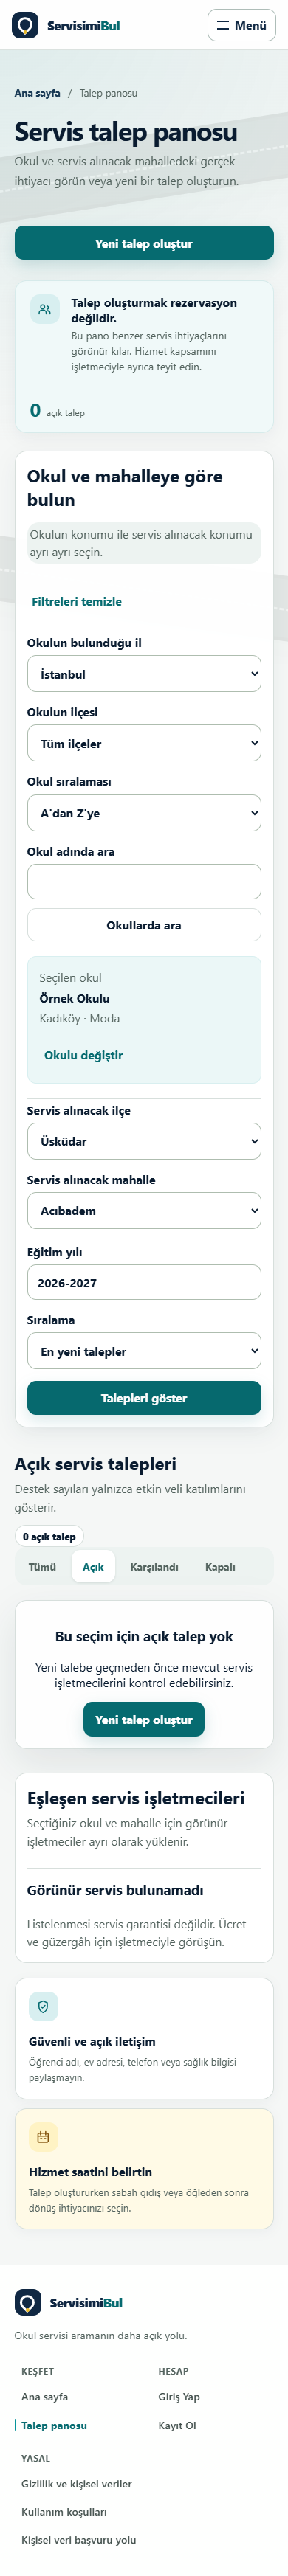 ServisimiBul
Menü
Ana sayfa / Talep panosu
Servis talep panosu
Okul ve servis alınacak mahalledeki gerçek
ihtiyacı görün veya yeni bir talep oluşturun.
Yeni talep oluştur
Talep oluşturmak rezervasyon
değildir.
Bu pano benzer servis ihtiyaçlarını
görünür kılar. Hizmet kapsamını
işletmeciyle ayrıca teyit edin.
0 açık talep
Okul ve mahalleye göre
bulun
Okulun konumu ile servis alınacak konumu
ayrı ayrı seçin.
Filtreleri temizle
Okulun bulunduğu il
İstanbul
Okulun ilçesi
Tüm ilçeler
Okul sıralaması
A'dan Z'ye
Okul adında ara
Okullarda ara
Seçilen okul
Örnek Okulu
Kadıköy · Moda
Okulu değiştir
Servis alınacak ilçe
Üsküdar
Servis alınacak mahalle
Acıbadem
Eğitim yılı
2026-2027
Sıralama
En yeni talepler
Talepleri göster
Açık servis talepleri
Destek sayıları yalnızca etkin veli katılımlarını
gösterir.
0 açık talep
Tümü Açık Karşılandı Kapalı
Bu seçim için açık talep yok
Yeni talebe geçmeden önce mevcut servis
işletmecilerini kontrol edebilirsiniz.
Yeni talep oluştur
Eşleşen servis işletmecileri
Seçtiğiniz okul ve mahalle için görünür
işletmeciler ayrı olarak yüklenir.
Görünür servis bulunamadı
Listelenmesi servis garantisi değildir. Ücret
ve güzergâh için işletmeciyle görüşün.
Güvenli ve açık iletişim
Öğrenci adı, ev adresi, telefon veya sağlık bilgisi
paylaşmayın.
Hizmet saatini belirtin
Talep oluştururken sabah gidiş veya öğleden sonra
dönüş ihtiyacınızı seçin.
ServisimiBul
Okul servisi aramanın daha açık yolu.
KEŞFET
Ana sayfa
Talep panosu
HESAP
Giriş Yap
Kayıt Ol
YASAL
Gizlilik ve kişisel veriler
Kullanım koşulları
Kişisel veri başvuru yolu